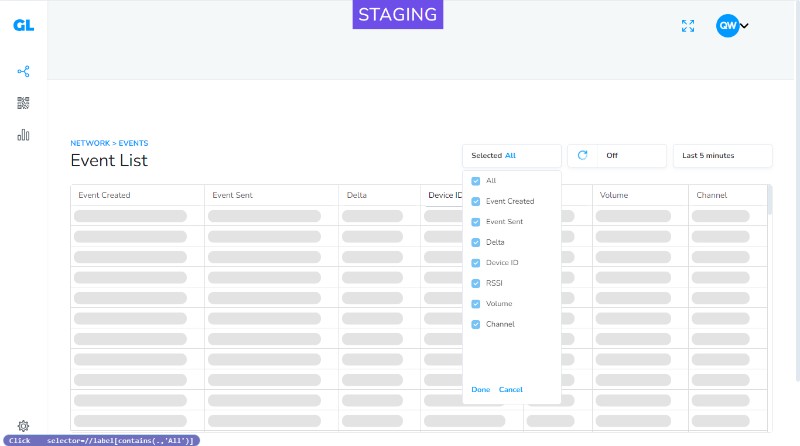 STAGING
GL
QW
NETWORK > EVENTS
Event List
Selected All
Off
Last 5 minutes
Event Created
Event Sent
Delta
Device ID
Volume
Channel
All
Event Created
Event Sent
Delta
Device ID
RSSI
Volume
Channel
Done Cancel
Click selector=//label[contains(.,'All')]